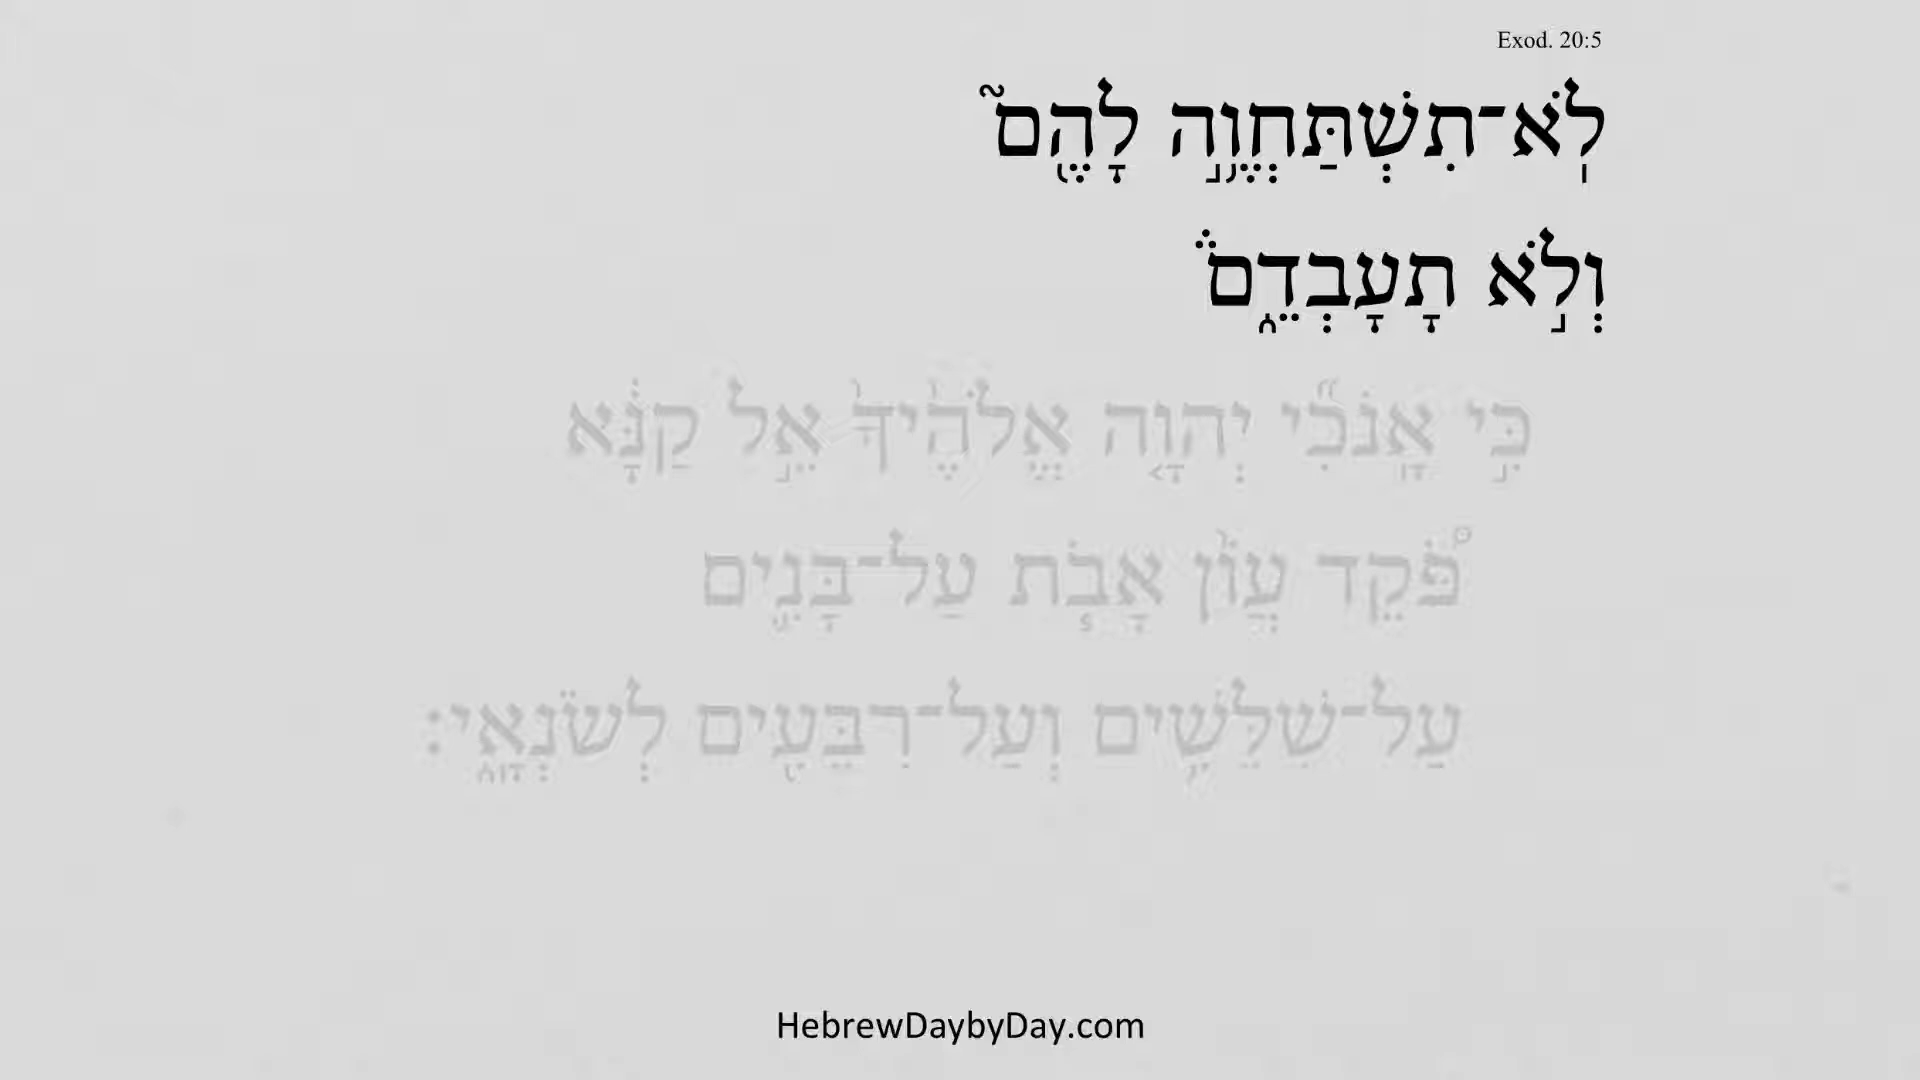 Exod. 20:5
לֹֽא־תִשְׁתַּחְוֶ֥֣ה לָהֶ֖ם֮
וְלֹ֣א תָעָבְדֵ֑ם֒
כִּ֣י אָֽנֹכִ֞י יְהוָ֤ה אֱלֹהֶ֙יךָ֙ אֵ֣ל קַנָּ֔א
פֹּ֠קֵד עֲוֺ֨ן אָבֹ֧ת עַל־בָּנִ֛ים
עַל־שִׁלֵּשִׁ֥ים וְעַל־רִבֵּעִ֖ים לְשֹׂנְאָֽ֑י׃
HebrewDaybyDay.com